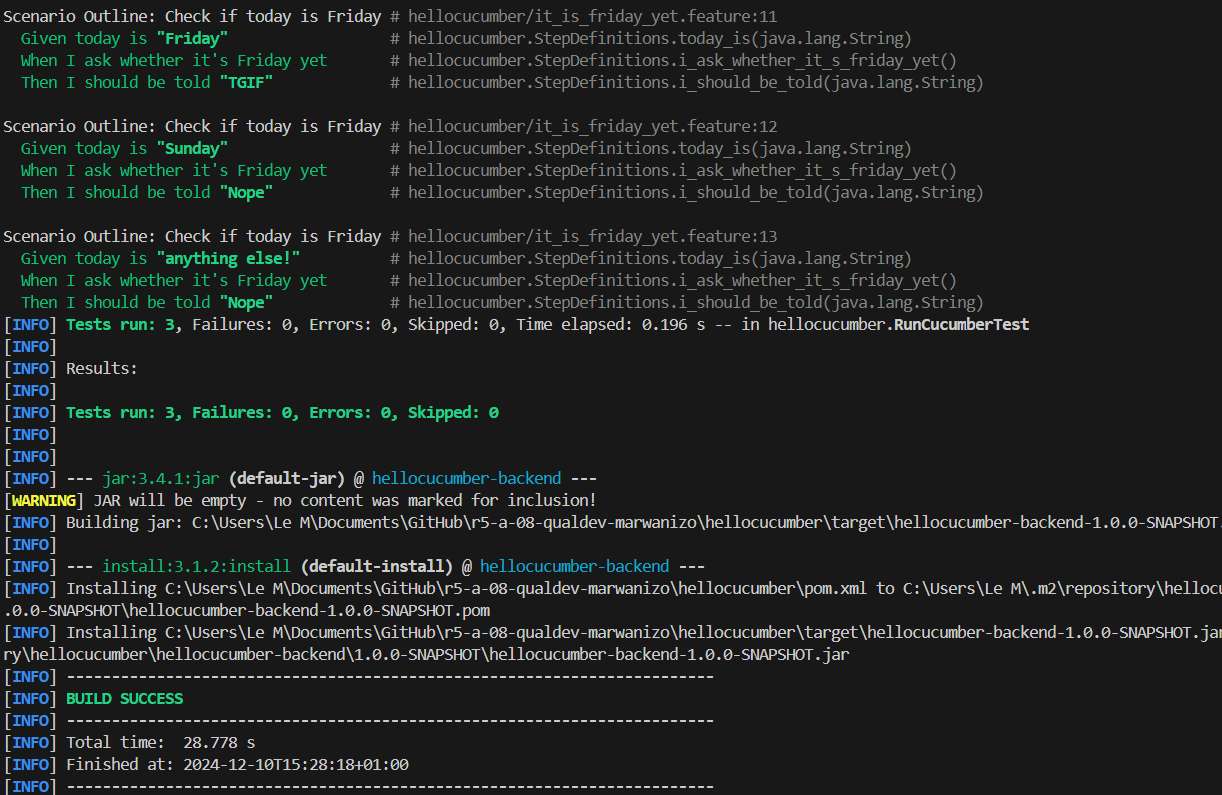 Scenario Outline: Check if today is Friday # hellocucumber/it_is_friday_yet.feature:11
  Given today is "Friday"                  # hellocucumber.StepDefinitions.today_is(java.lang.String)
  When I ask whether it's Friday yet       # hellocucumber.StepDefinitions.i_ask_whether_it_s_friday_yet()
  Then I should be told "TGIF"             # hellocucumber.StepDefinitions.i_should_be_told(java.lang.String)

Scenario Outline: Check if today is Friday # hellocucumber/it_is_friday_yet.feature:12
  Given today is "Sunday"                  # hellocucumber.StepDefinitions.today_is(java.lang.String)
  When I ask whether it's Friday yet       # hellocucumber.StepDefinitions.i_ask_whether_it_s_friday_yet()
  Then I should be told "Nope"             # hellocucumber.StepDefinitions.i_should_be_told(java.lang.String)

Scenario Outline: Check if today is Friday # hellocucumber/it_is_friday_yet.feature:13
  Given today is "anything else!"          # hellocucumber.StepDefinitions.today_is(java.lang.String)
  When I ask whether it's Friday yet       # hellocucumber.StepDefinitions.i_ask_whether_it_s_friday_yet()
  Then I should be told "Nope"             # hellocucumber.StepDefinitions.i_should_be_told(java.lang.String)
[INFO] Tests run: 3, Failures: 0, Errors: 0, Skipped: 0, Time elapsed: 0.196 s -- in hellocucumber.RunCucumberTest
[INFO]
[INFO] Results:
[INFO]
[INFO] Tests run: 3, Failures: 0, Errors: 0, Skipped: 0
[INFO]
[INFO]
[INFO] --- jar:3.4.1:jar (default-jar) @ hellocucumber-backend ---
[WARNING] JAR will be empty - no content was marked for inclusion!
[INFO] Building jar: C:\Users\Le M\Documents\GitHub\r5-a-08-qualdev-marwanizo\hellocucumber\target\hellocucumber-backend-1.0.0-SNAPSHOT.
[INFO]
[INFO] --- install:3.1.2:install (default-install) @ hellocucumber-backend ---
[INFO] Installing C:\Users\Le M\Documents\GitHub\r5-a-08-qualdev-marwanizo\hellocucumber\pom.xml to C:\Users\Le M\.m2\repository\hellocu
.0.0-SNAPSHOT\hellocucumber-backend-1.0.0-SNAPSHOT.pom
[INFO] Installing C:\Users\Le M\Documents\GitHub\r5-a-08-qualdev-marwanizo\hellocucumber\target\hellocucumber-backend-1.0.0-SNAPSHOT.jar
ry\hellocucumber\hellocucumber-backend\1.0.0-SNAPSHOT\hellocucumber-backend-1.0.0-SNAPSHOT.jar
[INFO] ------------------------------------------------------------------------
[INFO] BUILD SUCCESS
[INFO] ------------------------------------------------------------------------
[INFO] Total time:  28.778 s
[INFO] Finished at: 2024-12-10T15:28:18+01:00
[INFO] ------------------------------------------------------------------------